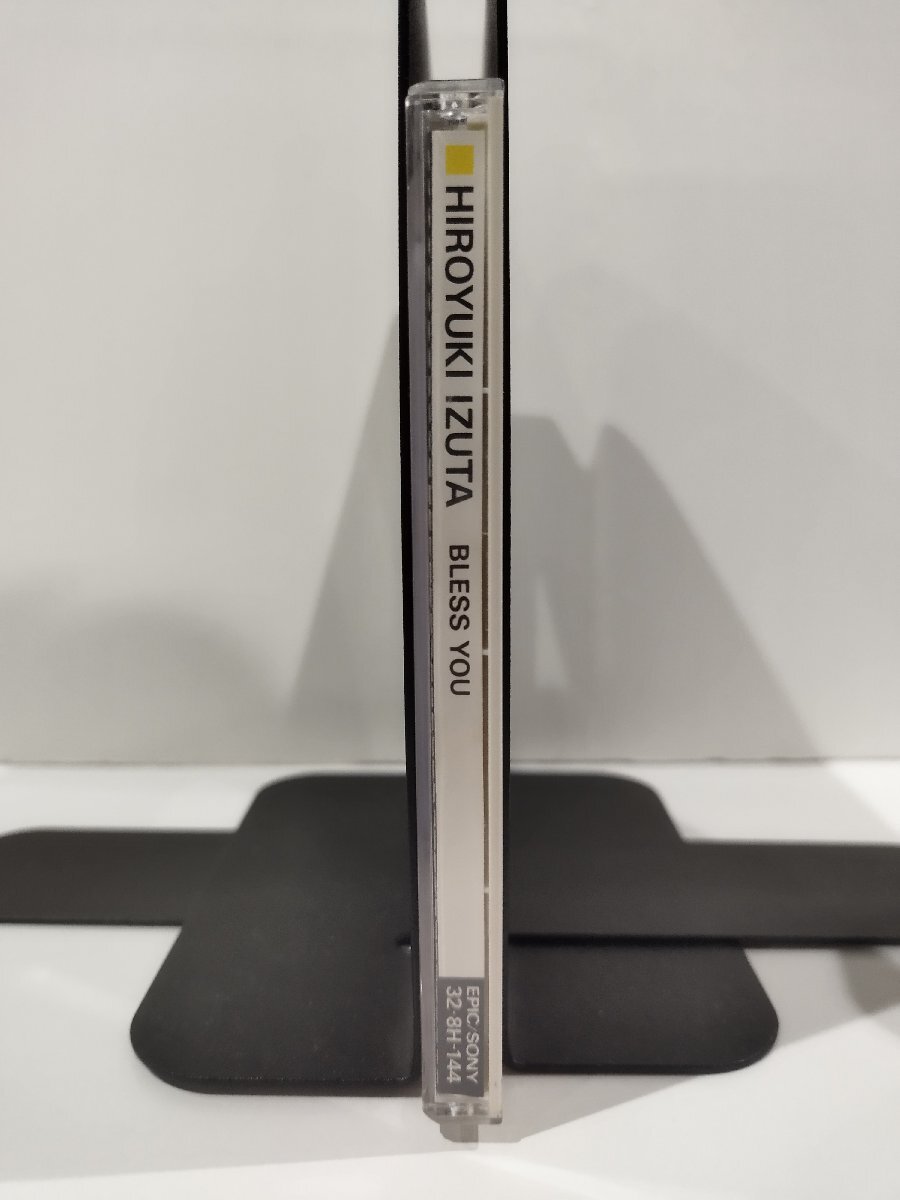 HIROYUKI IZUTA BLESS YOU
EPIC/SONY
32·8H-144